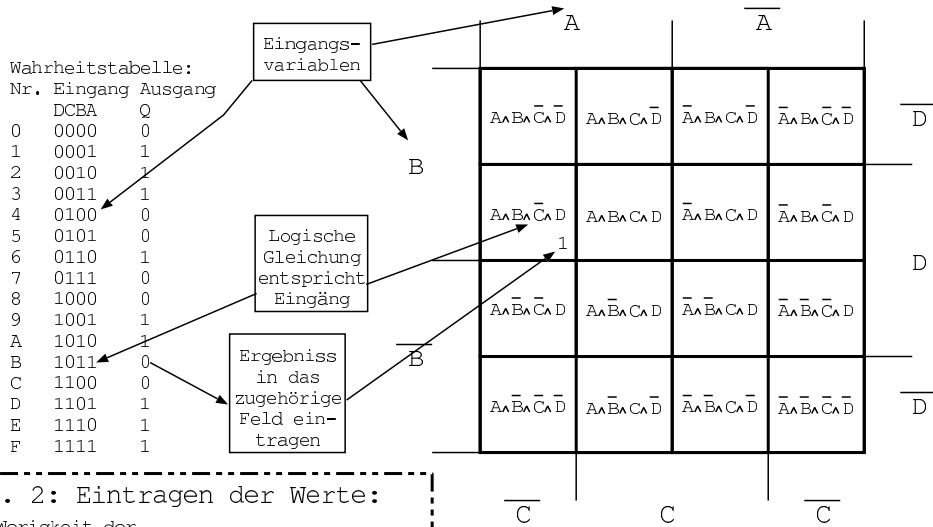 A
A̅
Eingangs-
variablen
Wahrheitstabelle:
Nr. Eingang Ausgang
DCBA Q
0 0000 0
1 0001 1
2 0010 1
3 0011 1
4 0100 0
5 0101 0
6 0110 1
7 0111 0
8 1000 0
9 1001 1
A 1010 1
B 1011 0
C 1100 0
D 1101 1
E 1110 1
F 1111 1
B
B̅
Logische
Gleichung
entspricht
Eingäng
Ergebniss
in das
zugehörige
Feld ein-
tragen
A∧B∧C̅∧D̅ A∧B∧C∧D̅ A̅∧B∧C∧D̅ A̅∧B∧C̅∧D̅
D̅
A∧B∧C̅∧D A∧B∧C∧D A̅∧B∧C∧D A̅∧B∧C̅∧D
1
D
A∧B̅∧C̅∧D A∧B̅∧C∧D A̅∧B̅∧C∧D A̅∧B̅∧C̅∧D
A∧B̅∧C̅∧D̅ A∧B̅∧C∧D̅ A̅∧B̅∧C∧D̅ A̅∧B̅∧C̅∧D̅
D̅
C̅ C C̅
. 2: Eintragen der Werte:
der